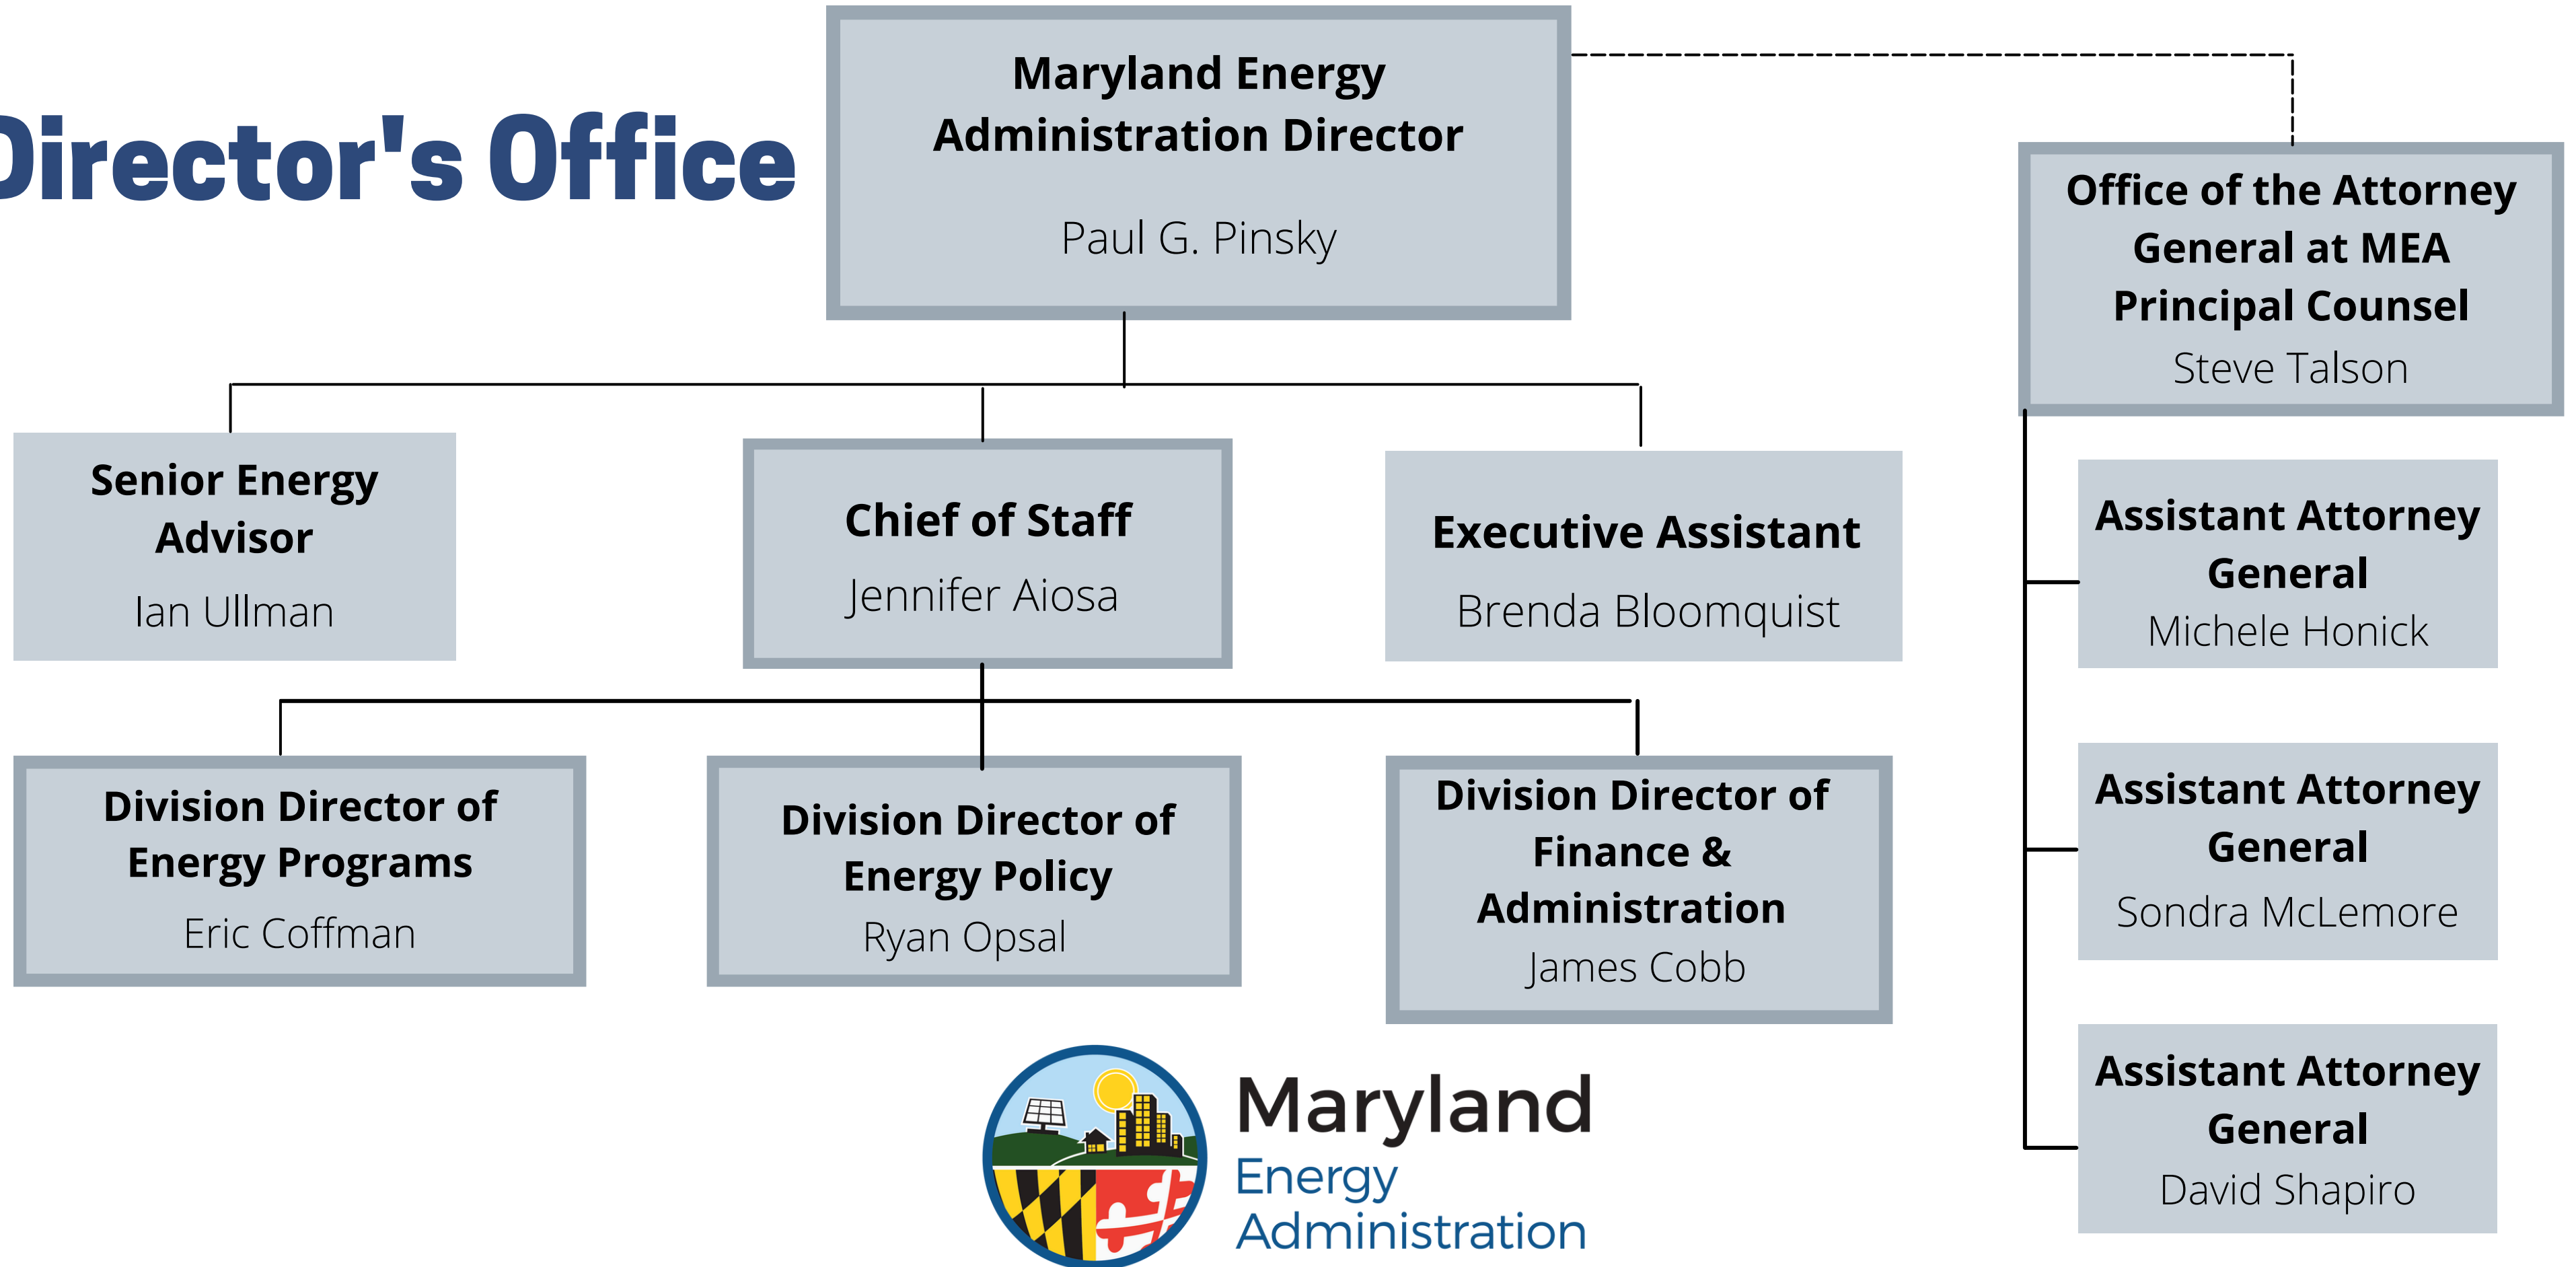 Director's Office
Maryland Energy
Administration Director
Paul G. Pinsky
Office of the Attorney
General at MEA
Principal Counsel
Steve Talson
Senior Energy
Advisor
Ian Ullman
Chief of Staff
Jennifer Aiosa
Executive Assistant
Brenda Bloomquist
Assistant Attorney
General
Michele Honick
Division Director of
Energy Programs
Eric Coffman
Division Director of
Energy Policy
Ryan Opsal
Division Director of
Finance &
Administration
James Cobb
Assistant Attorney
General
Sondra McLemore
Assistant Attorney
General
David Shapiro
Maryland
Energy
Administration